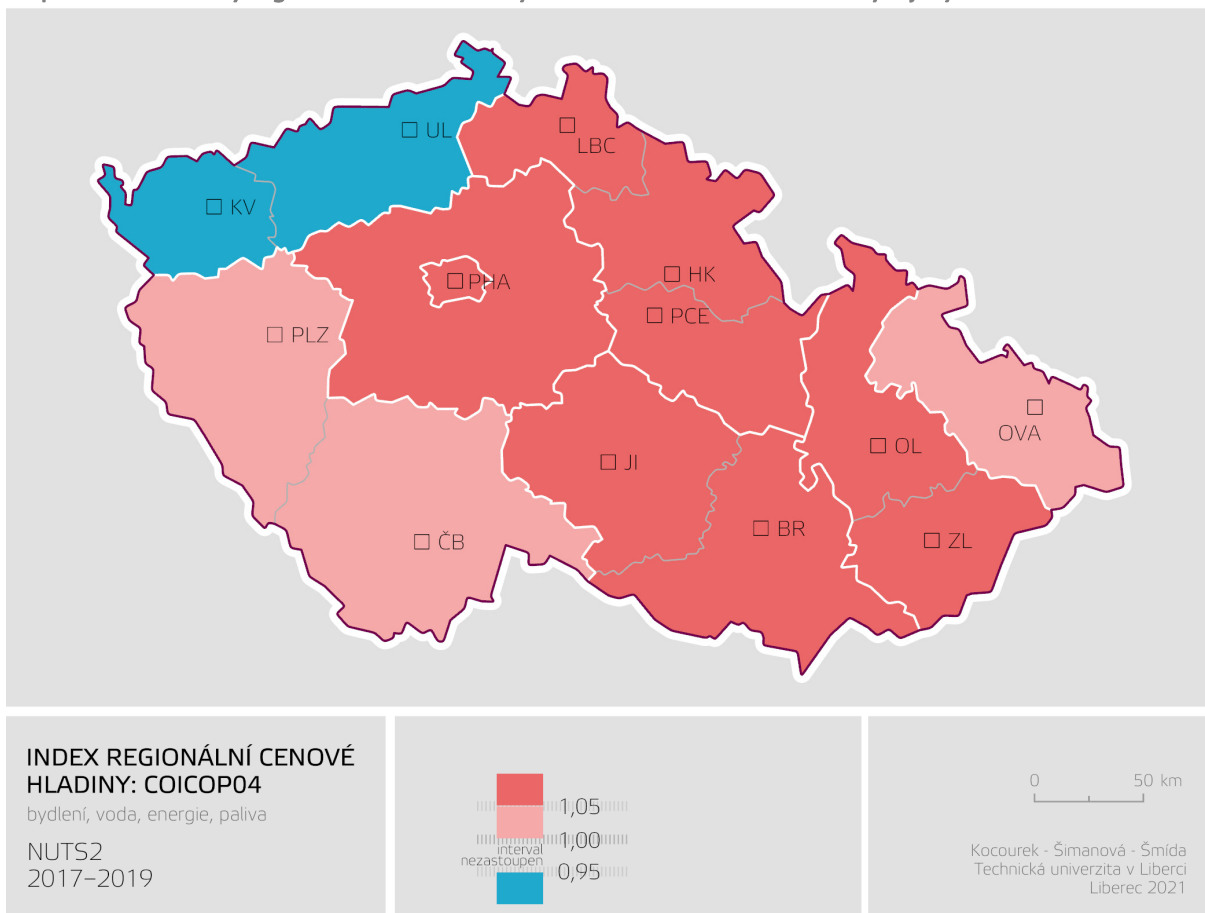 UL
LBC
KV
HK
PHA
PCE
PLZ
OVA
OL
JI
BR
ČB
ZL
INDEX REGIONÁLNÍ CENOVÉ
HLADINY: COICOP04
bydlení, voda, energie, paliva
NUTS2
2017–2019
1,05
1,00
interval
nezastoupen
0,95
0 50 km
Kocourek - Šimanová - Šmída
Technická univerzita v Liberci
Liberec 2021